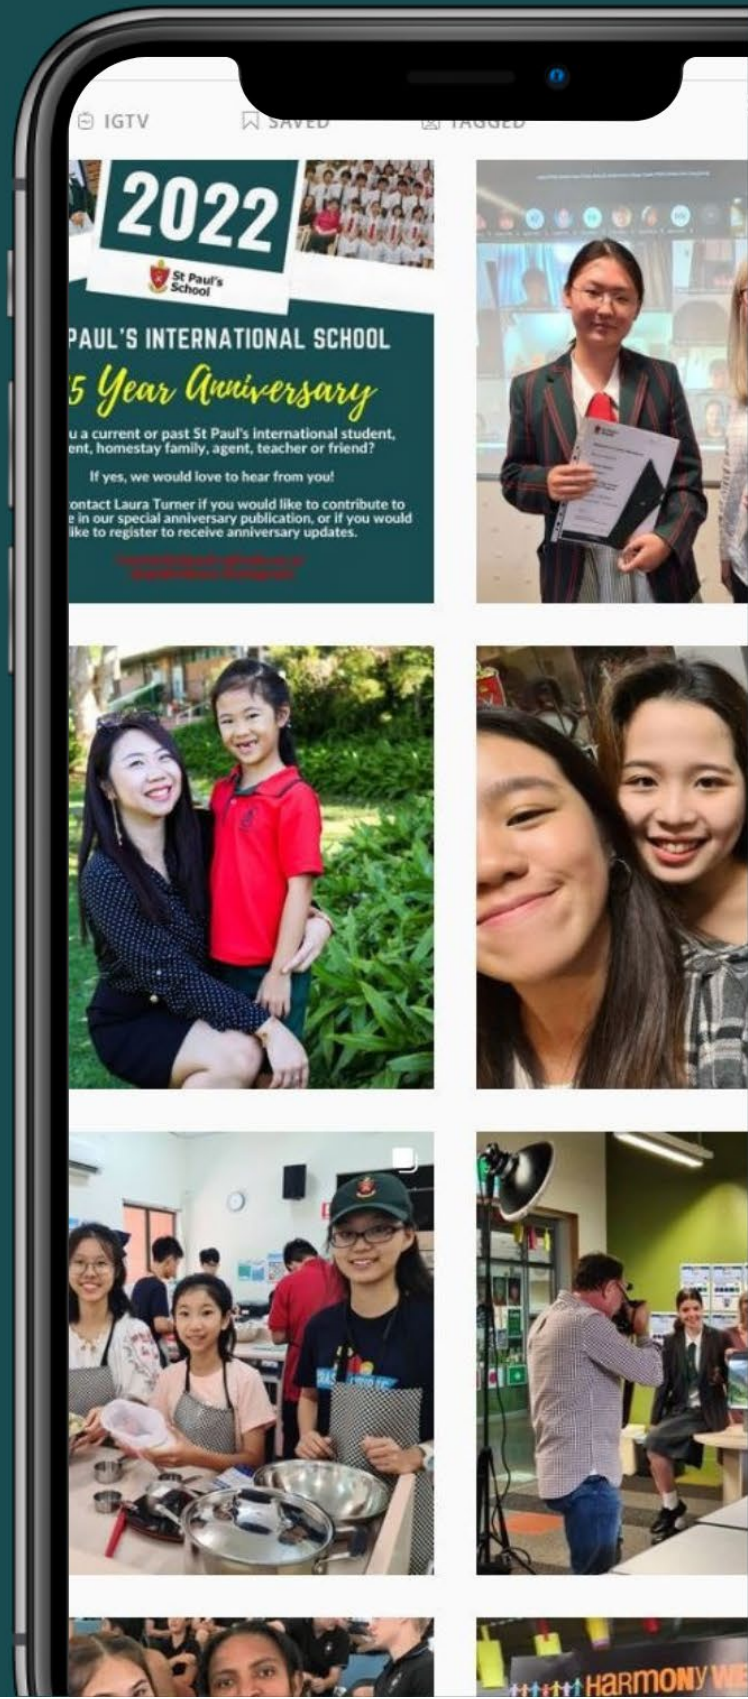 IGTV
SAVED
TAGGED
2022
St Paul's
School
PAUL'S INTERNATIONAL SCHOOL
5 Year Anniversary
u a current or past St Paul's international student,
ent, homestay family, agent, teacher or friend?
If yes, we would love to hear from you!
ontact Laura Turner if you would like to contribute to
e in our special anniversary publication, or if you would
like to register to receive anniversary updates.
HARMONY WE